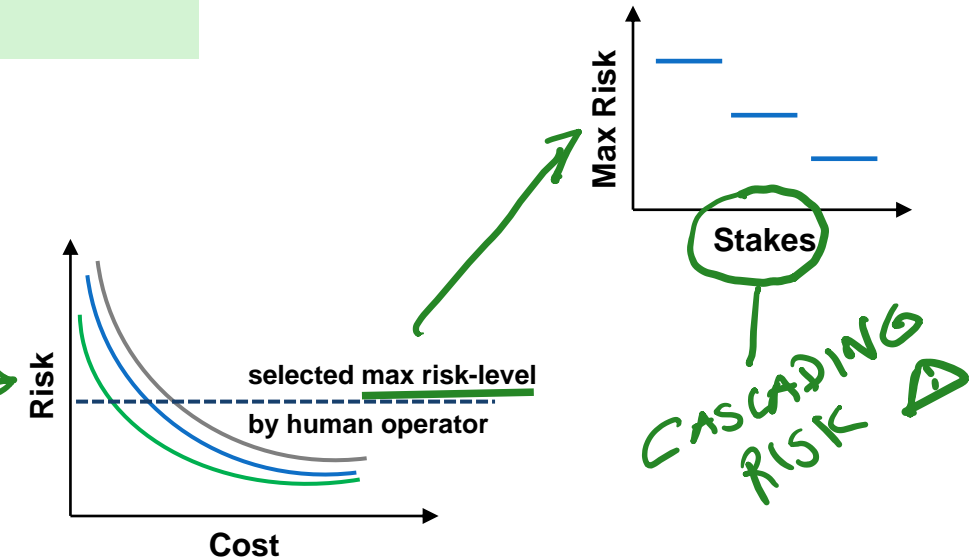 Max Risk
Stakes
CASCADING
RISK
Risk
selected max risk-level
by human operator
Cost